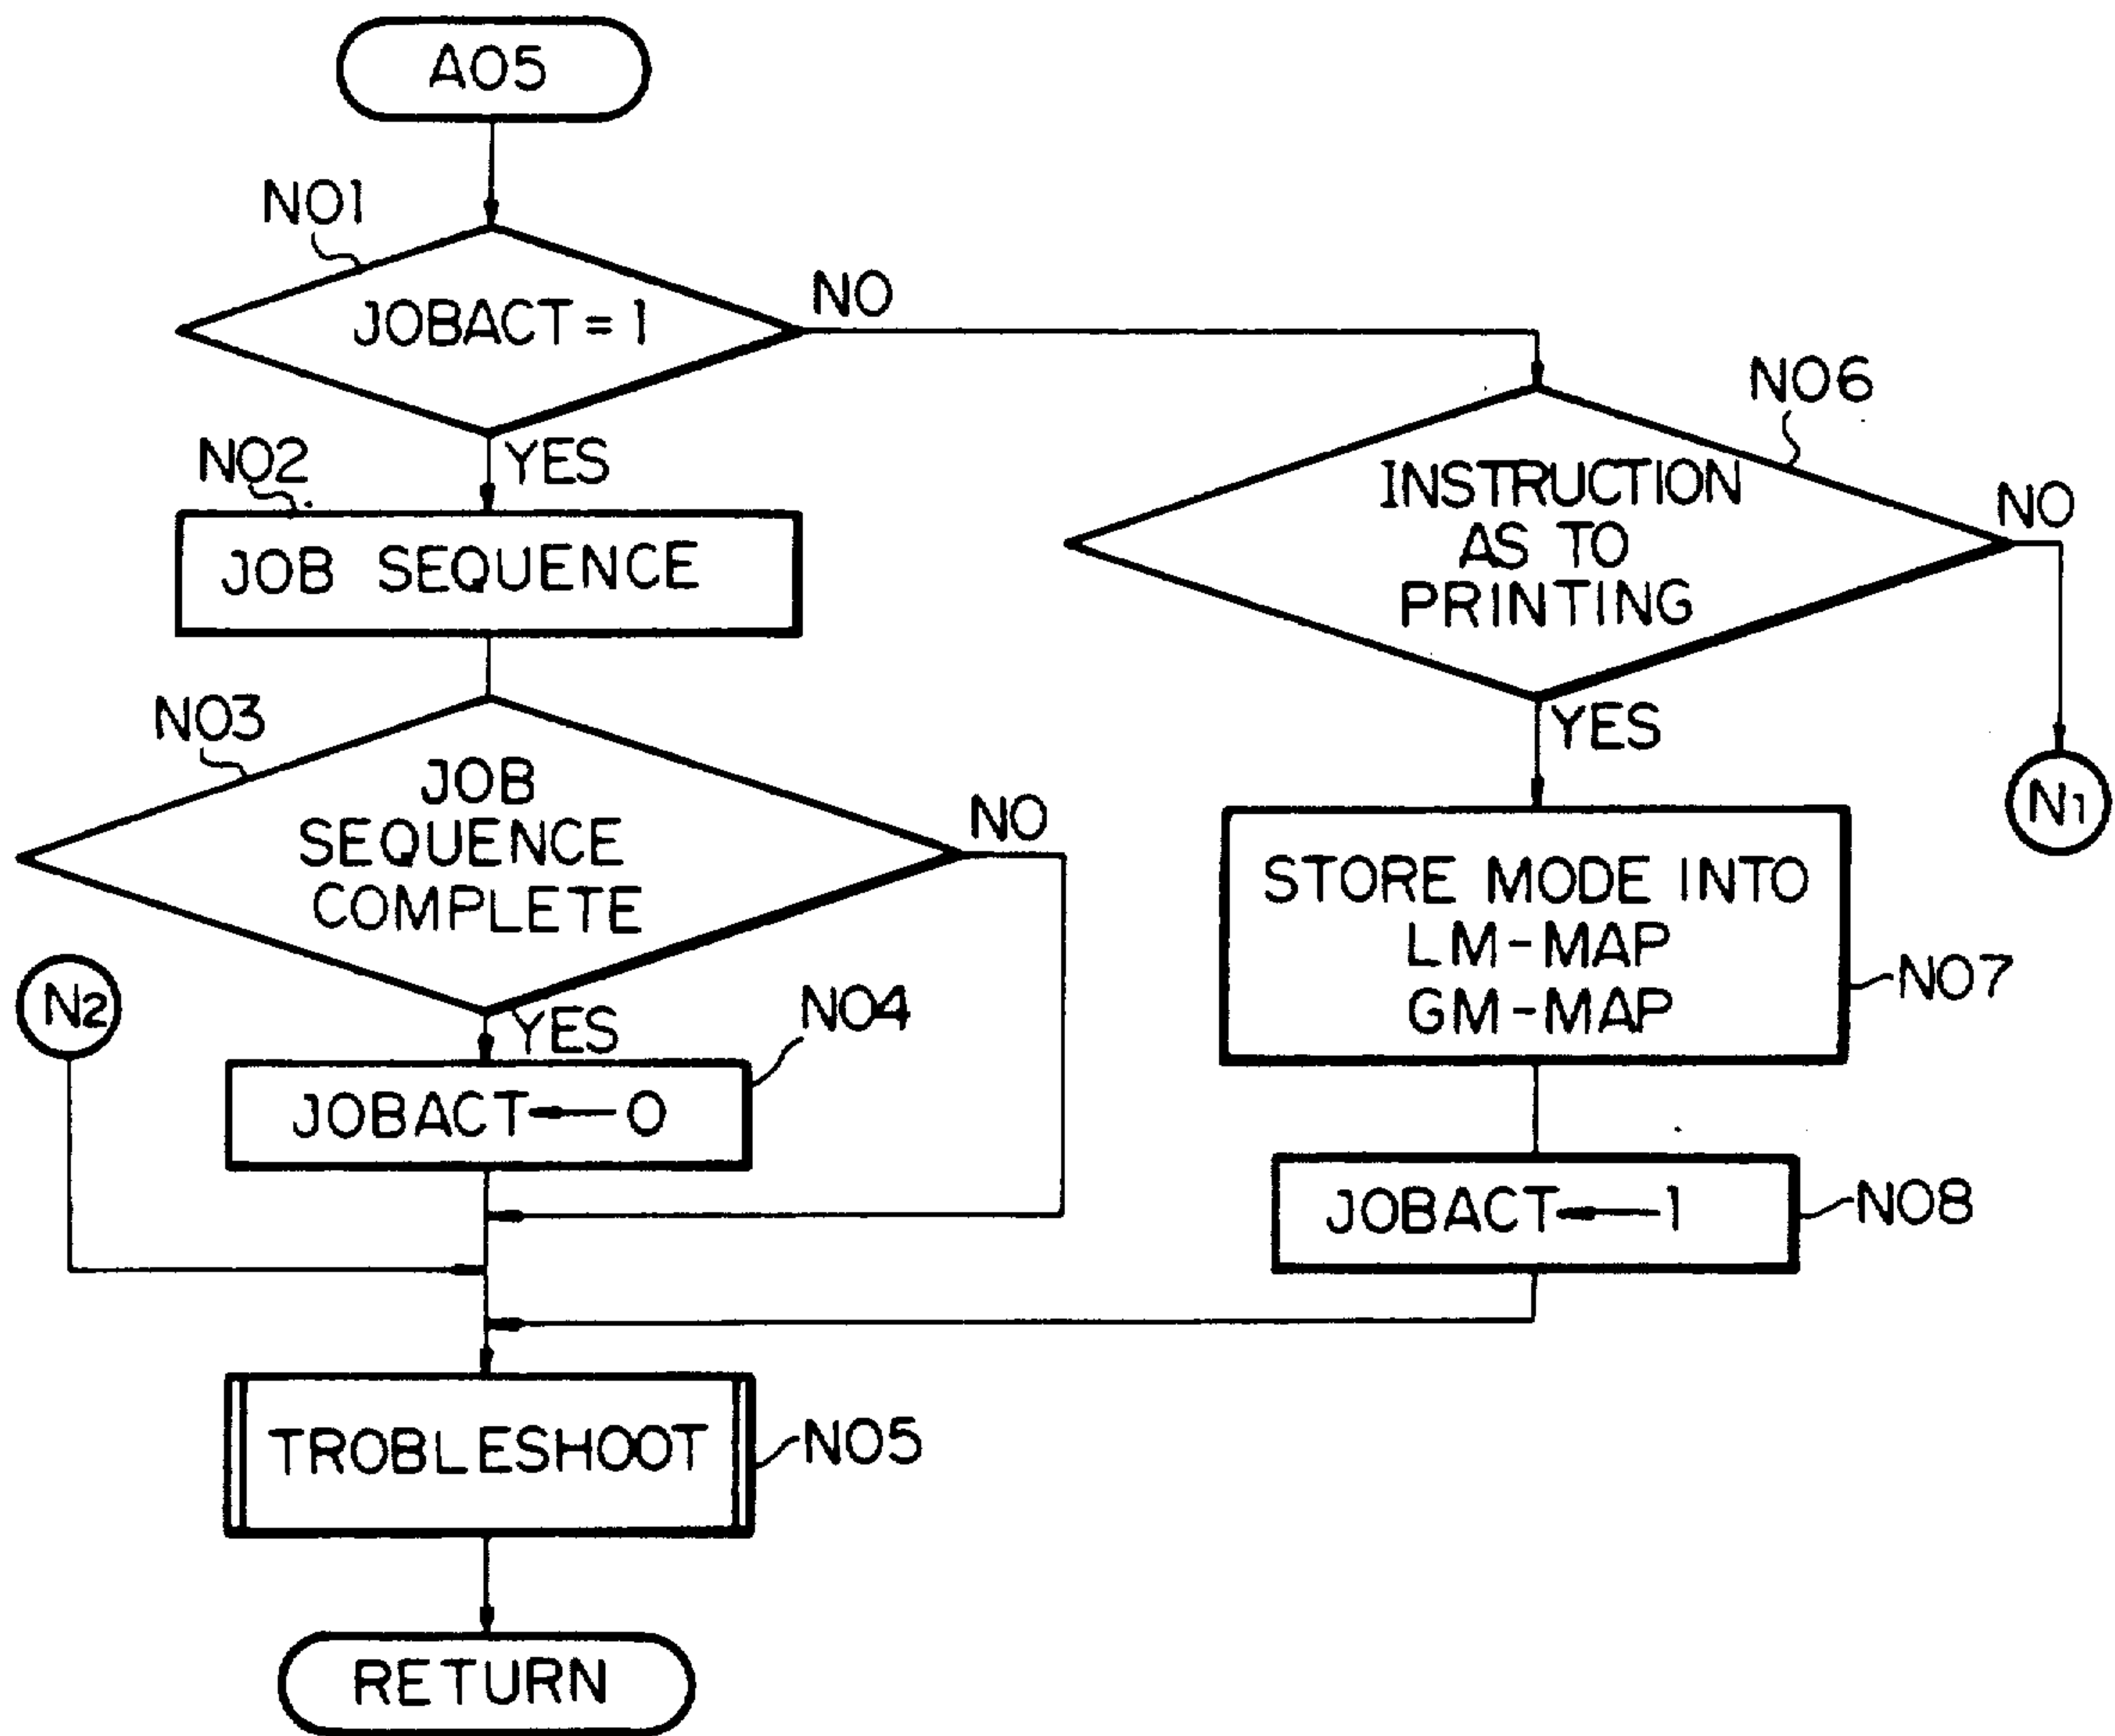 A05
N01
JOBACT = 1
NO
YES
N02
JOB SEQUENCE
N03
JOB
SEQUENCE
COMPLETE
NO
YES
N2
N04
JOBACT ← 0
N06
INSTRUCTION
AS TO
PRINTING
NO
YES
N1
STORE MODE INTO
LM-MAP
GM-MAP
N07
JOBACT ← 1
N08
TROBLESHOOT
N05
RETURN